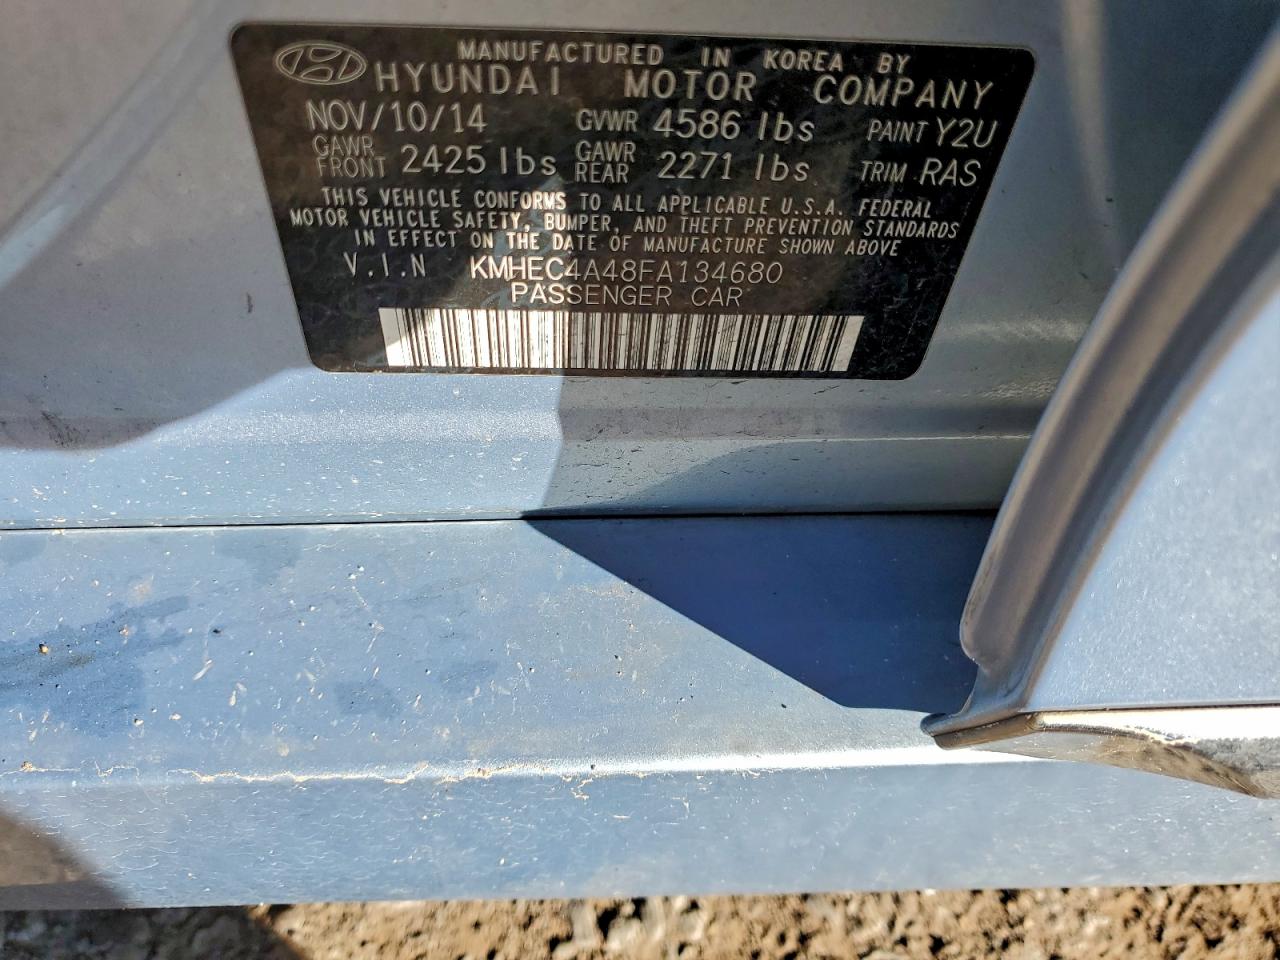 MANUFACTURED IN KOREA BY
HYUNDAI MOTOR COMPANY
NOV/10/14 GVWR 4586 lbs PAINT Y2U
GAWR FRONT 2425 lbs GAWR REAR 2271 lbs TRIM RAS
THIS VEHICLE CONFORMS TO ALL APPLICABLE U.S.A. FEDERAL
MOTOR VEHICLE SAFETY, BUMPER, AND THEFT PREVENTION STANDARDS
IN EFFECT ON THE DATE OF MANUFACTURE SHOWN ABOVE
V.I.N KMHEC4A48FA134680
PASSENGER CAR